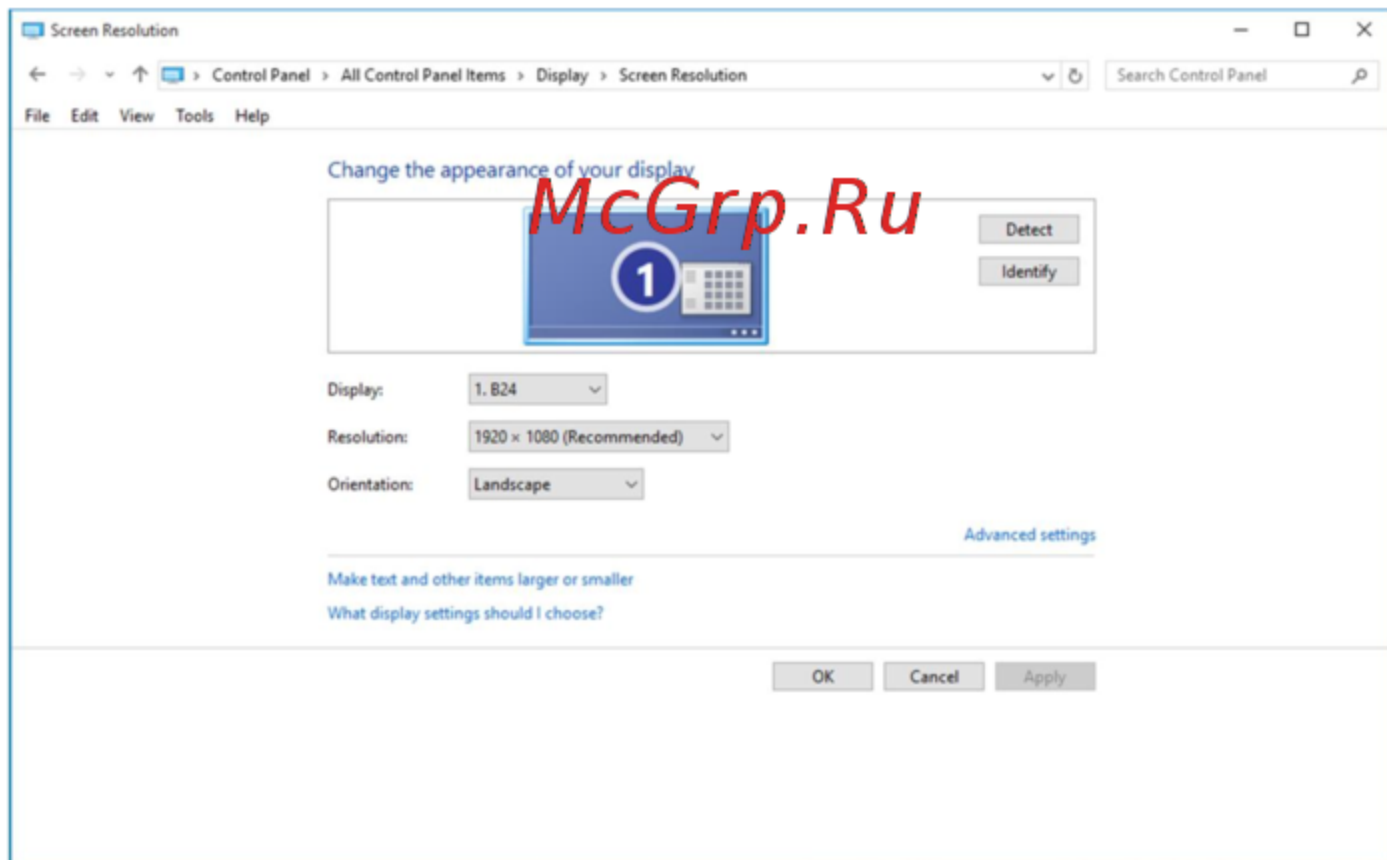 Screen Resolution
Control Panel › All Control Panel Items › Display › Screen Resolution
Search Control Panel
File Edit View Tools Help
Change the appearance of your display
McGrp.Ru
1
Detect
Identify
Display: 1. B24
Resolution: 1920 × 1080 (Recommended)
Orientation: Landscape
Advanced settings
Make text and other items larger or smaller
What display settings should I choose?
OK Cancel Apply